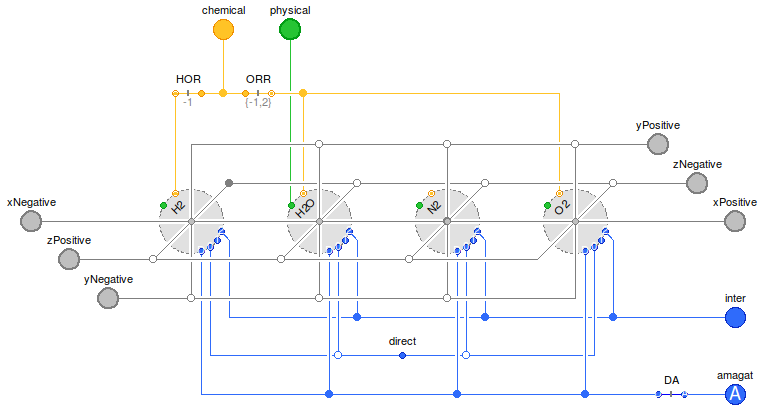 chemical physical
HOR ORR
-1 {-1,2}
yPositive
zNegative
H2 H2O N2 O2
xNegative xPositive
zPositive
yNegative
inter
direct
DA amagat
A